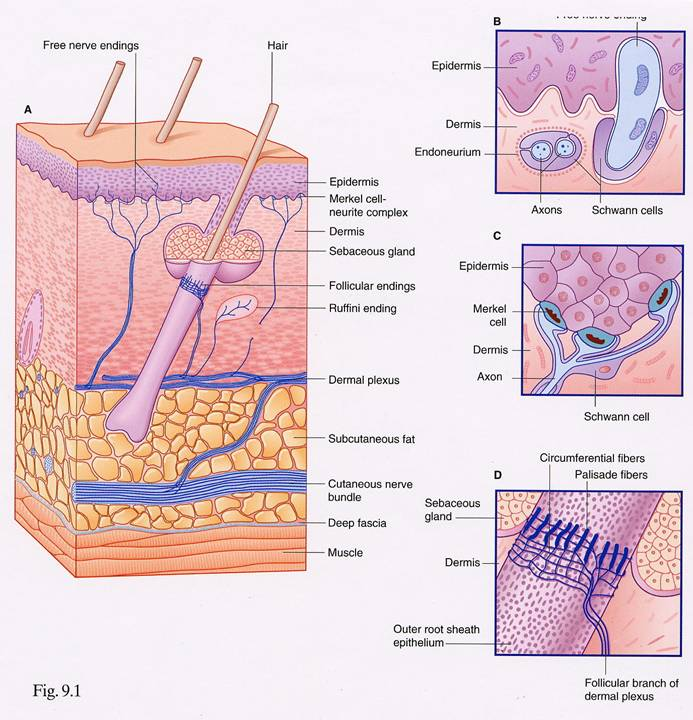 A
Free nerve endings
Hair
Epidermis
Merkel cell-
neurite complex
Dermis
Sebaceous gland
Follicular endings
Ruffini ending
Dermal plexus
Subcutaneous fat
Cutaneous nerve
bundle
Deep fascia
Muscle
B
Free nerve ending
Epidermis
Dermis
Endoneurium
Axons
Schwann cells
C
Epidermis
Merkel
cell
Dermis
Axon
Schwann cell
D
Circumferential fibers
Palisade fibers
Sebaceous
gland
Dermis
Outer root sheath
epithelium
Follicular branch of
dermal plexus
Fig. 9.1